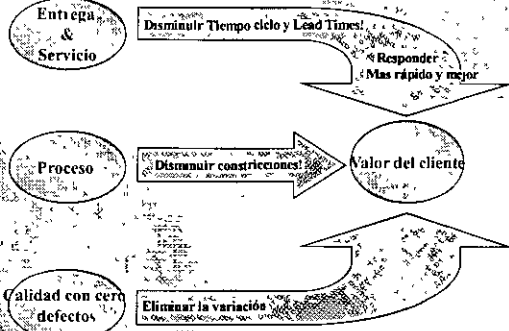 Entrega
&
Servicio
Disminuir Tiempo ciclo y Lead Times!
Responder
Mas rápido y mejor
Proceso
Disminuir constricciones!
Valor del cliente
Calidad con cero
defectos
Eliminar la variación